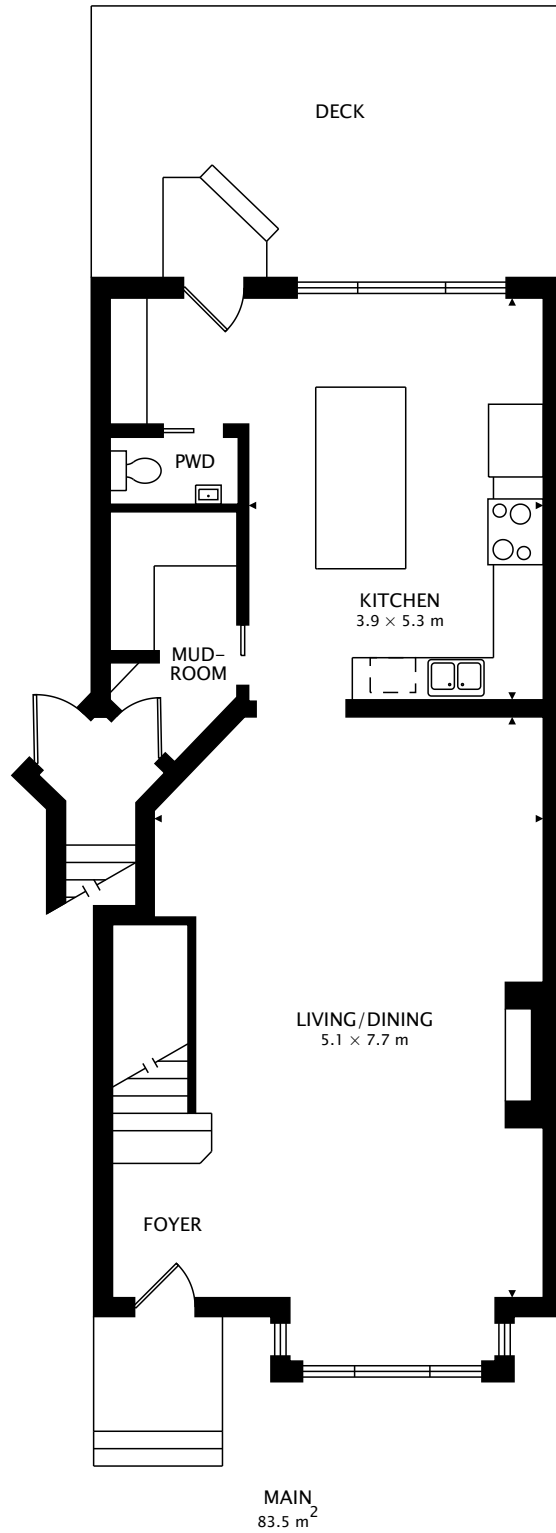 DECK
PWD
KITCHEN
3.9 × 5.3 m
MUD-
ROOM
LIVING/DINING
5.1 × 7.7 m
FOYER
MAIN
83.5 m²